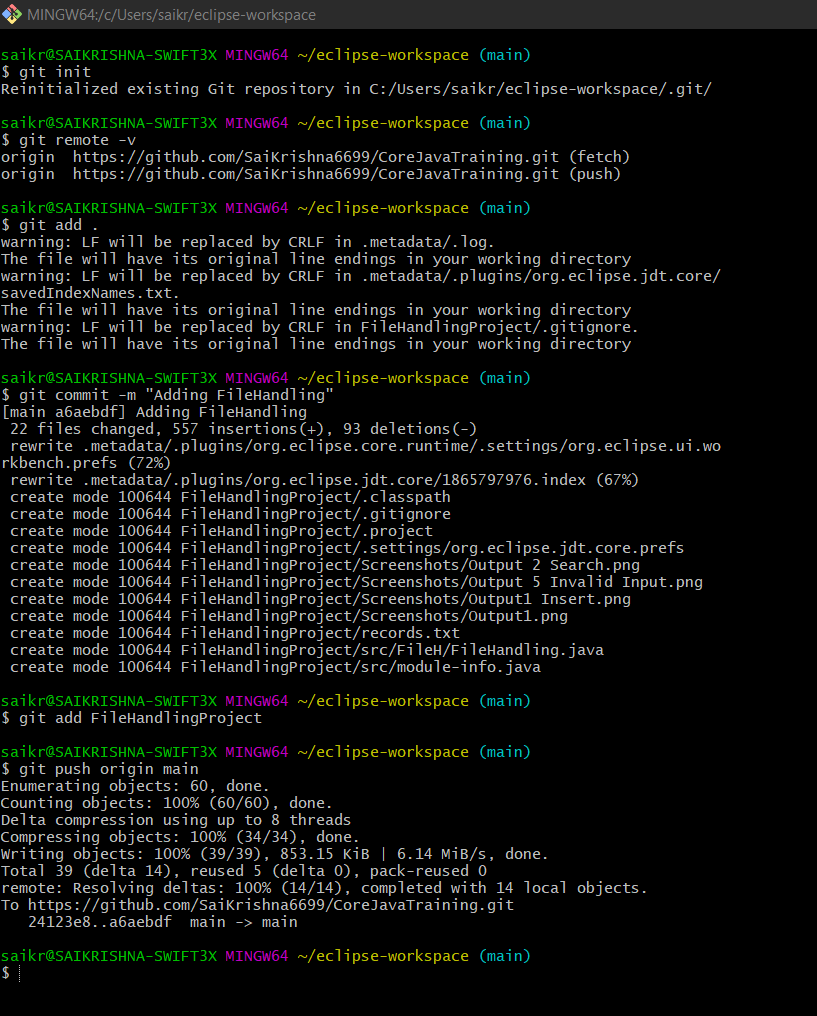 MINGW64:/c/Users/saikr/eclipse-workspace
saikr@SAIKRISHNA-SWIFT3X MINGW64 ~/eclipse-workspace (main)
$ git init
Reinitialized existing Git repository in C:/Users/saikr/eclipse-workspace/.git/
saikr@SAIKRISHNA-SWIFT3X MINGW64 ~/eclipse-workspace (main)
$ git remote -v
origin  https://github.com/SaiKrishna6699/CoreJavaTraining.git (fetch)
origin  https://github.com/SaiKrishna6699/CoreJavaTraining.git (push)
saikr@SAIKRISHNA-SWIFT3X MINGW64 ~/eclipse-workspace (main)
$ git add .
warning: LF will be replaced by CRLF in .metadata/.log.
The file will have its original line endings in your working directory
warning: LF will be replaced by CRLF in .metadata/.plugins/org.eclipse.jdt.core/
savedIndexNames.txt.
The file will have its original line endings in your working directory
warning: LF will be replaced by CRLF in FileHandlingProject/.gitignore.
The file will have its original line endings in your working directory
saikr@SAIKRISHNA-SWIFT3X MINGW64 ~/eclipse-workspace (main)
$ git commit -m "Adding FileHandling"
[main a6aebdf] Adding FileHandling
 22 files changed, 557 insertions(+), 93 deletions(-)
 rewrite .metadata/.plugins/org.eclipse.core.runtime/.settings/org.eclipse.ui.wo
rkbench.prefs (72%)
 rewrite .metadata/.plugins/org.eclipse.jdt.core/1865797976.index (67%)
 create mode 100644 FileHandlingProject/.classpath
 create mode 100644 FileHandlingProject/.gitignore
 create mode 100644 FileHandlingProject/.project
 create mode 100644 FileHandlingProject/.settings/org.eclipse.jdt.core.prefs
 create mode 100644 FileHandlingProject/Screenshots/Output 2 Search.png
 create mode 100644 FileHandlingProject/Screenshots/Output 5 Invalid Input.png
 create mode 100644 FileHandlingProject/Screenshots/Output1 Insert.png
 create mode 100644 FileHandlingProject/Screenshots/Output1.png
 create mode 100644 FileHandlingProject/records.txt
 create mode 100644 FileHandlingProject/src/FileH/FileHandling.java
 create mode 100644 FileHandlingProject/src/module-info.java
saikr@SAIKRISHNA-SWIFT3X MINGW64 ~/eclipse-workspace (main)
$ git add FileHandlingProject
saikr@SAIKRISHNA-SWIFT3X MINGW64 ~/eclipse-workspace (main)
$ git push origin main
Enumerating objects: 60, done.
Counting objects: 100% (60/60), done.
Delta compression using up to 8 threads
Compressing objects: 100% (34/34), done.
Writing objects: 100% (39/39), 853.15 KiB | 6.14 MiB/s, done.
Total 39 (delta 14), reused 5 (delta 0), pack-reused 0
remote: Resolving deltas: 100% (14/14), completed with 14 local objects.
To https://github.com/SaiKrishna6699/CoreJavaTraining.git
   24123e8..a6aebdf  main -> main
saikr@SAIKRISHNA-SWIFT3X MINGW64 ~/eclipse-workspace (main)
$